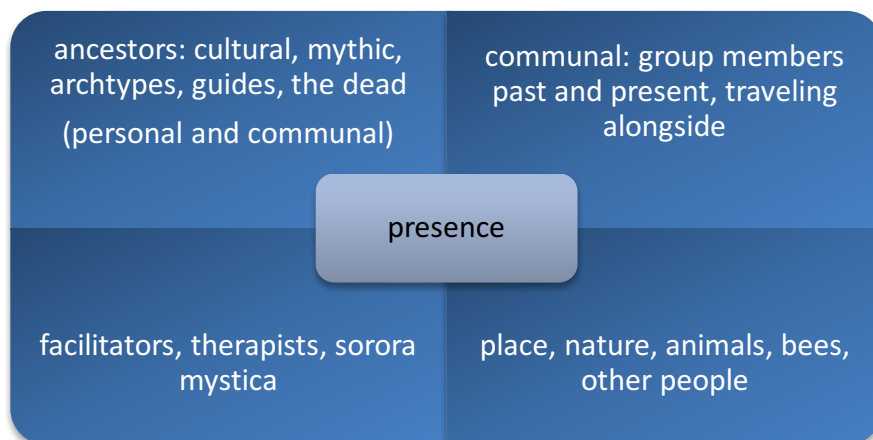 ancestors: cultural, mythic,
archtypes, guides, the dead
(personal and communal)
communal: group members
past and present, traveling
alongside
presence
facilitators, therapists, sorora
mystica
place, nature, animals, bees,
other people